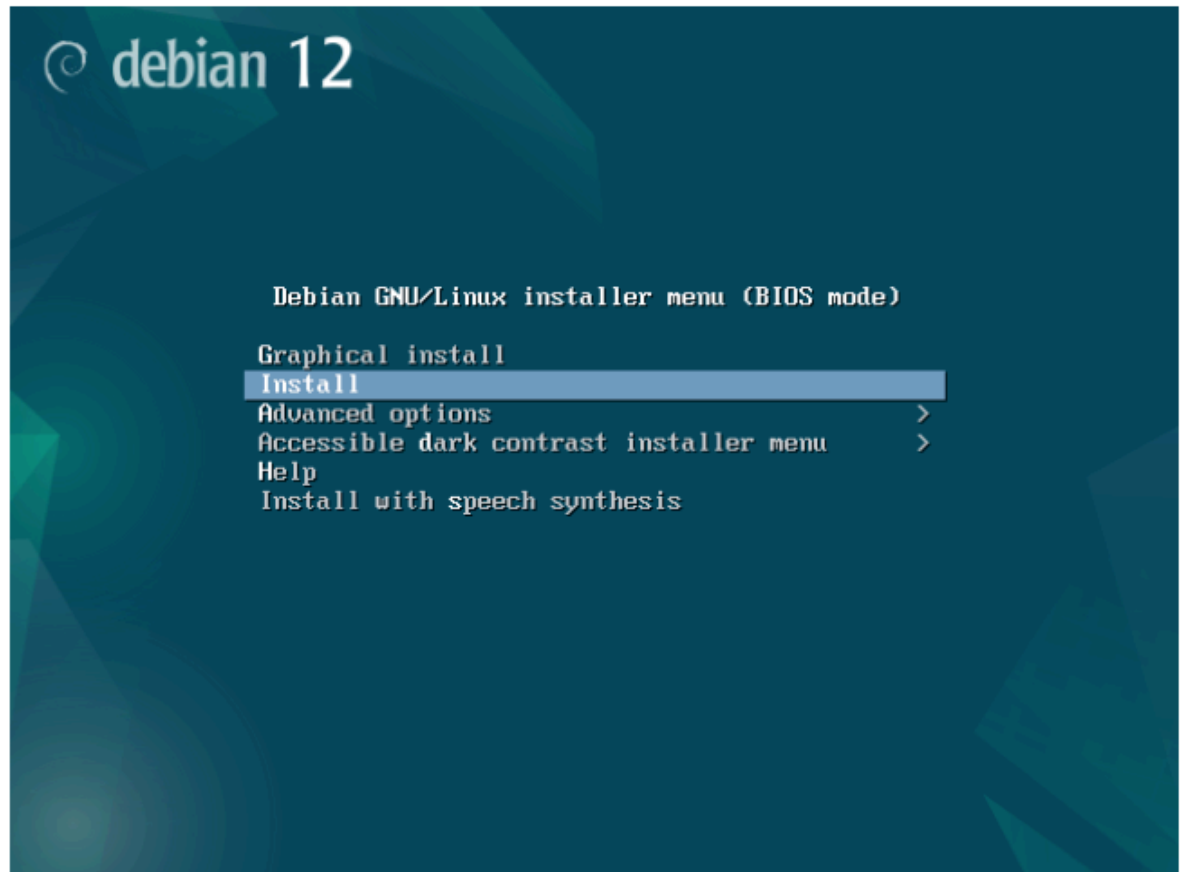 debian 12
Debian GNU/Linux installer menu (BIOS mode)
Graphical install
Install
Advanced options >
Accessible dark contrast installer menu >
Help
Install with speech synthesis